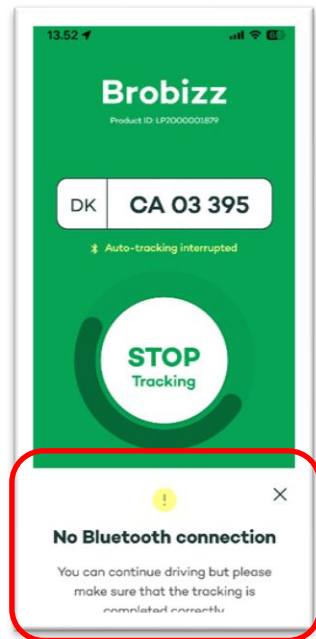 13.52
Brobizz
Product ID: LP2000001879
DK CA 03 395
Auto-tracking interrupted
STOP
Tracking
!
No Bluetooth connection
You can continue driving but please
make sure that the tracking is
completed correctly